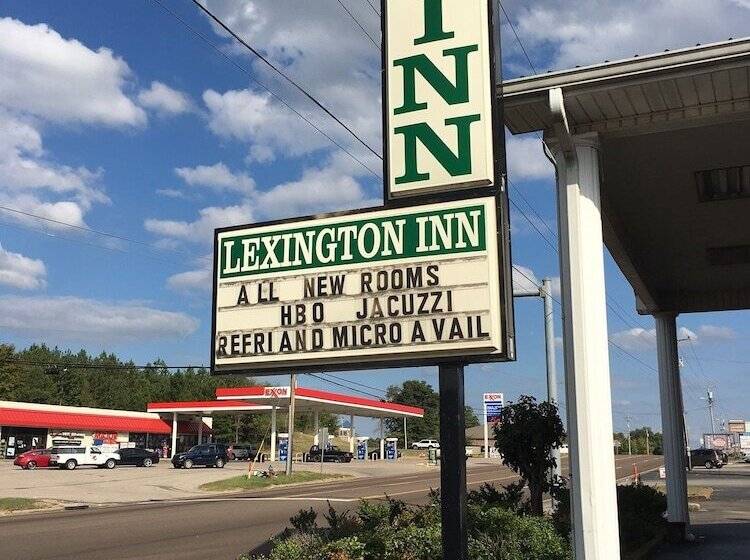 INN
LEXINGTON INN
ALL NEW ROOMS
HBO JACUZZI
REFRI AND MICRO AVAIL
EXXON
EXXON